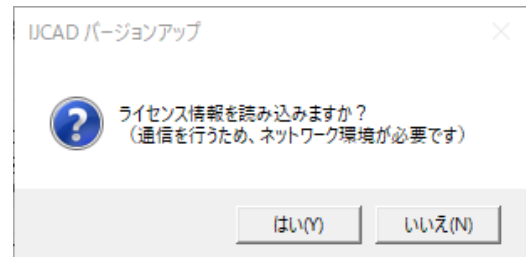 IJCAD バージョンアップ
ライセンス情報を読み込みますか？
（通信を行うため、ネットワーク環境が必要です）
はい(Y)
いいえ(N)